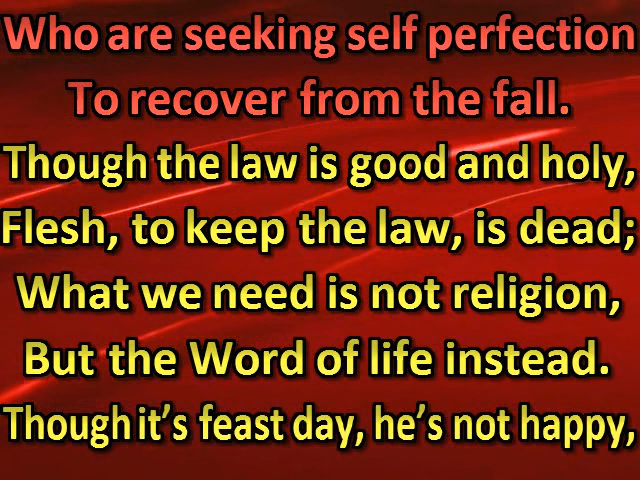 Who are seeking self perfection
To recover from the fall.
Though the law is good and holy,
Flesh, to keep the law, is dead;
What we need is not religion,
But the Word of life instead.
Though it’s feast day, he’s not happy,